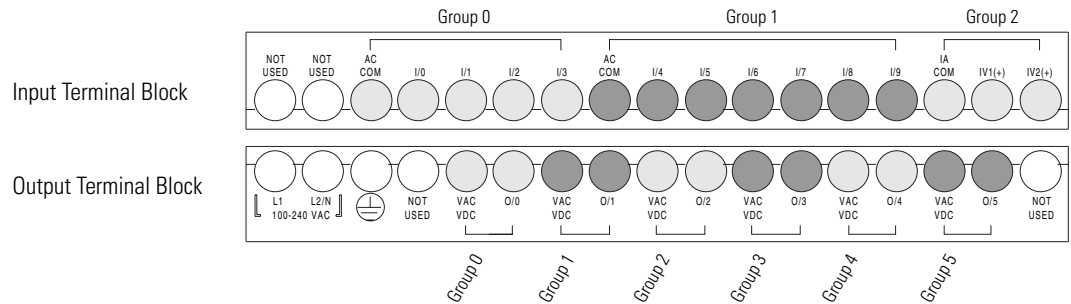 Group 0 Group 1 Group 2
NOT USED NOT USED AC COM I/0 I/1 I/2 I/3 AC COM I/4 I/5 I/6 I/7 I/8 I/9 IA COM IV1(+) IV2(+)
Input Terminal Block
Output Terminal Block
L1 L2/N NOT USED VAC VDC O/0 VAC VDC O/1 VAC VDC O/2 VAC VDC O/3 VAC VDC O/4 VAC VDC O/5 NOT USED
100-240 VAC
Group 0 Group 1 Group 2 Group 3 Group 4 Group 5